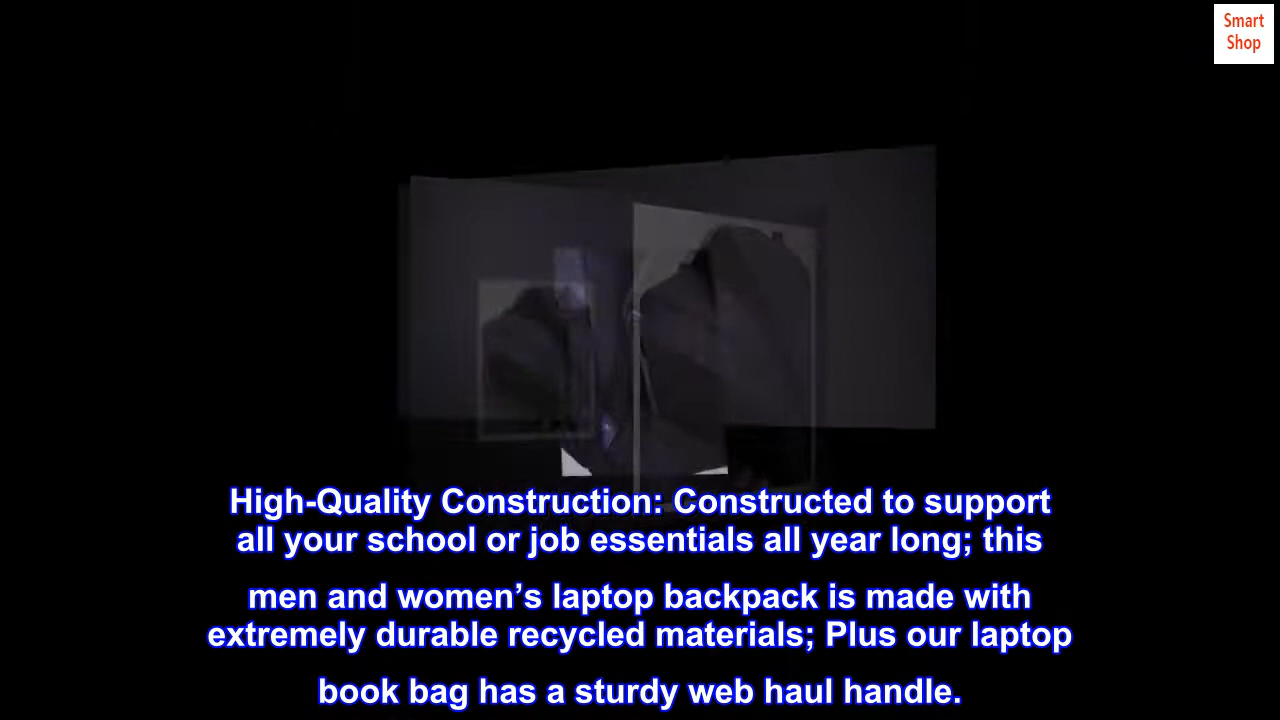 Smart
Shop
High-Quality Construction: Constructed to support
all your school or job essentials all year long; this
men and women’s laptop backpack is made with
extremely durable recycled materials; Plus our laptop
book bag has a sturdy web haul handle.